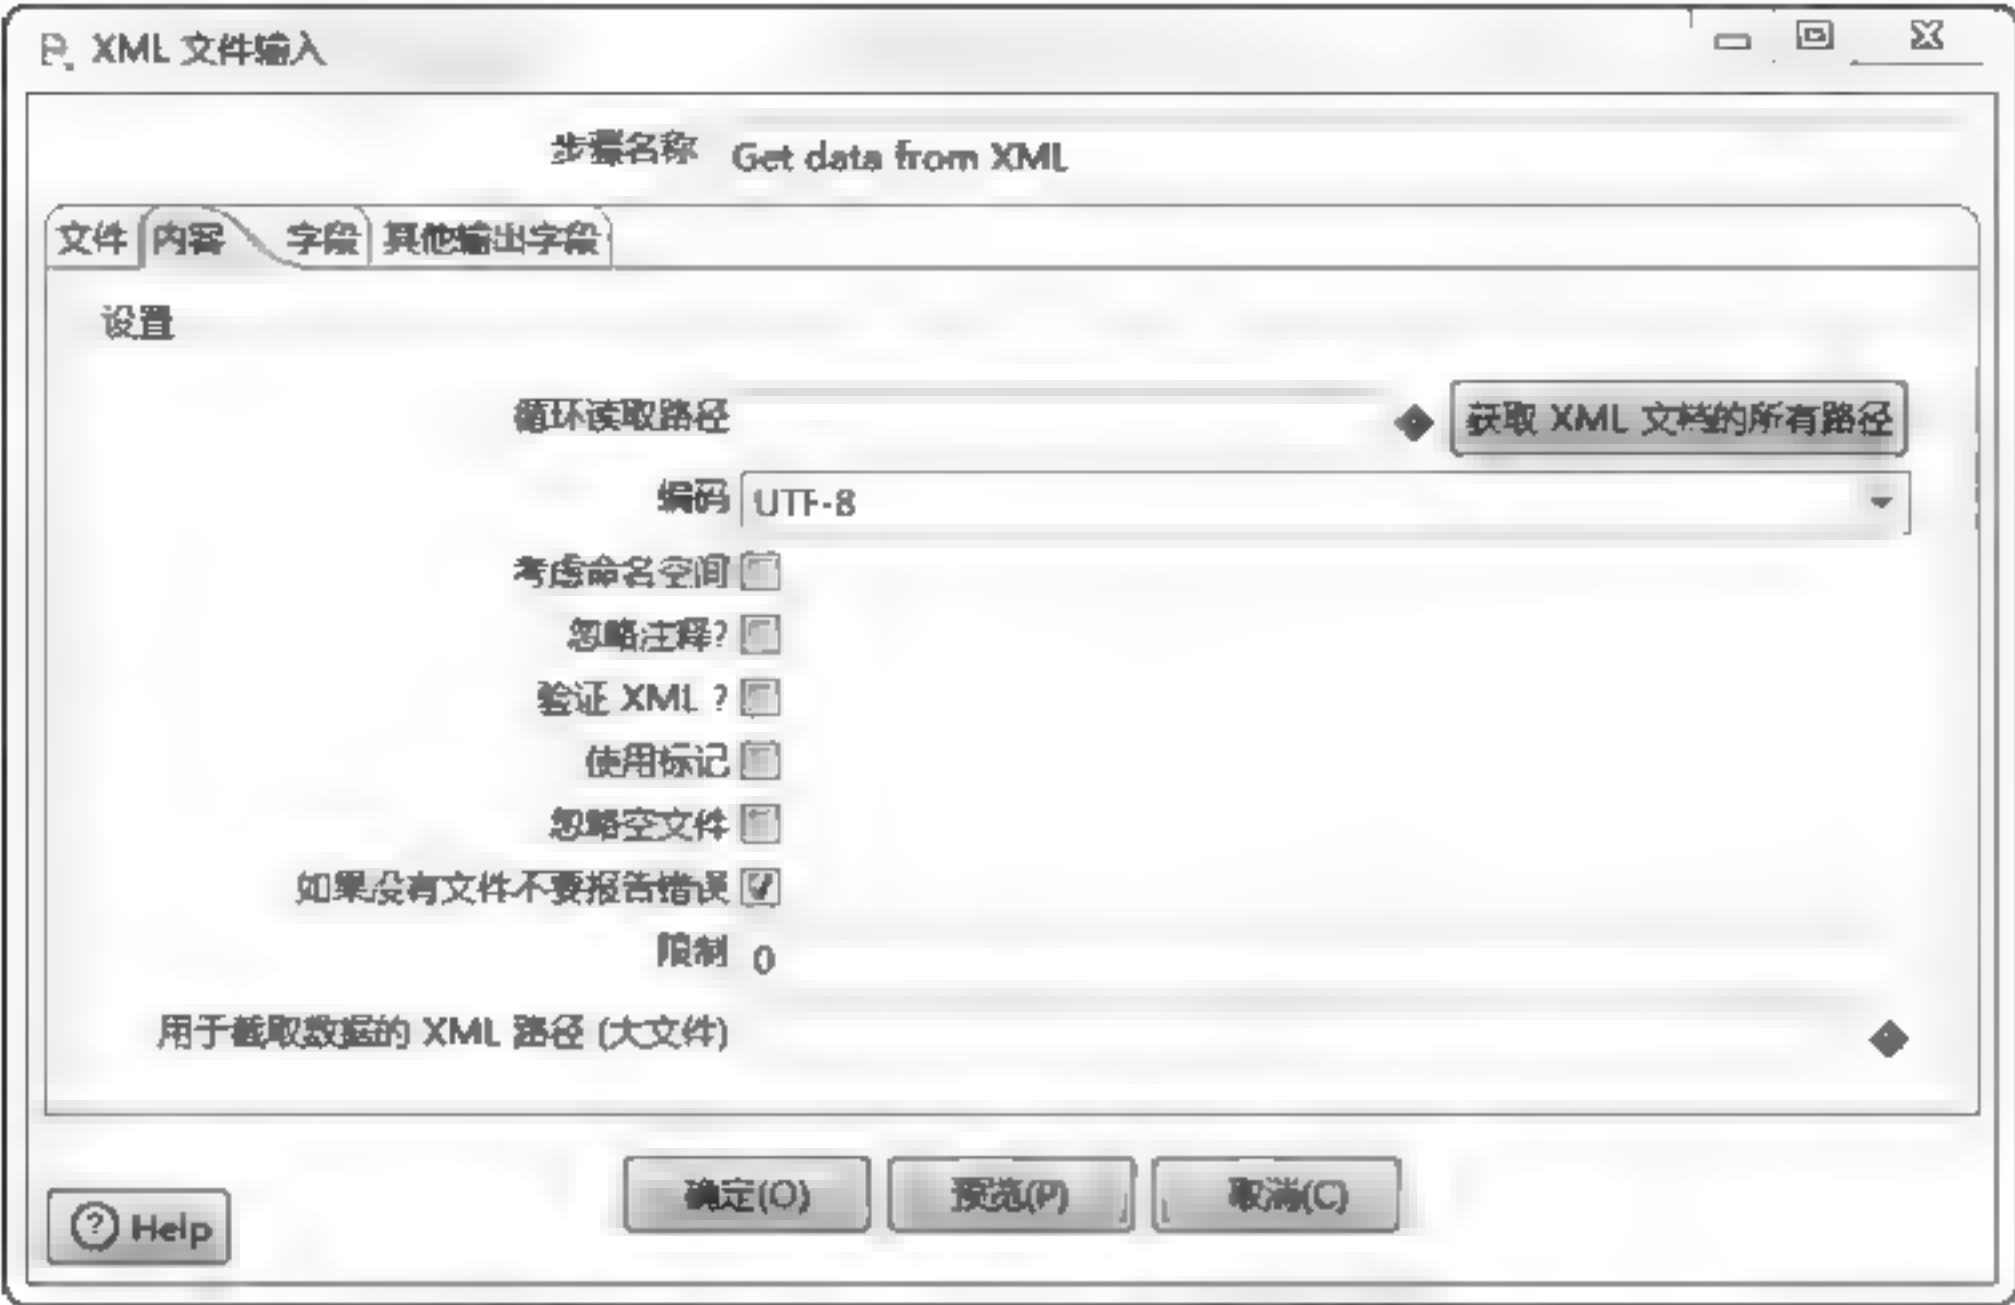 XML 文件输入
步骤名称 Get data from XML
文件 内容 字段 其他输出字段
设置
循环读取路径 获取 XML 文档的所有路径
编码 UTF-8
考虑命名空间
忽略注释?
验证 XML ?
使用标记
忽略空文件
如果没有文件不要报告错误
限制 0
用于截取数据的 XML 路径 (大文件)
确定(O) 预览(P) 取消(C)
Help